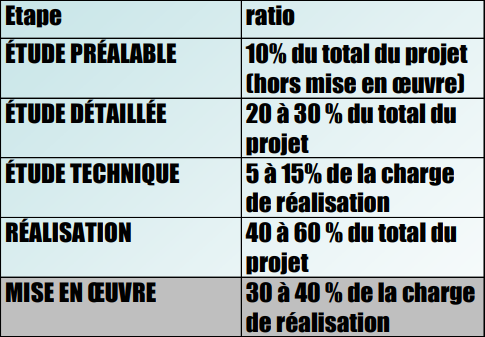 Etape
ratio
ÉTUDE PRÉALABLE
10% du total du projet
(hors mise en œuvre)
ÉTUDE DÉTAILLÉE
20 à 30 % du total du
projet
ÉTUDE TECHNIQUE
5 à 15% de la charge
de réalisation
RÉALISATION
40 à 60 % du total du
projet
MISE EN ŒUVRE
30 à 40 % de la charge
de réalisation